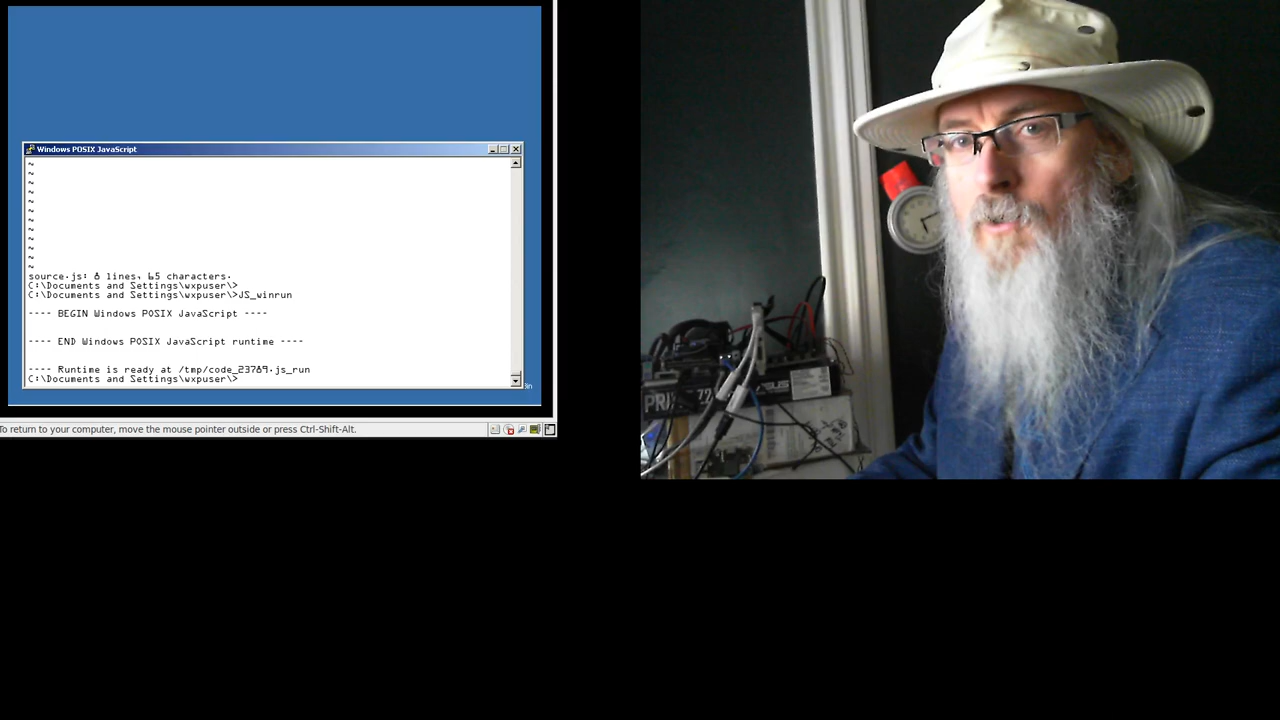 Windows POSIX JavaScript
~
~
~
~
~
~
~
~
~
~
~
~
source.js: 8 lines, 65 characters.
C:\Documents and Settings\wxpuser\>
C:\Documents and Settings\wxpuser\>JS_winrun
---- BEGIN Windows POSIX JavaScript ----
---- END Windows POSIX JavaScript runtime ----
---- Runtime is ready at /tmp/code_23789.js_run
C:\Documents and Settings\wxpuser\>
To return to your computer, move the mouse pointer outside or press Ctrl-Shift-Alt.
ASUS